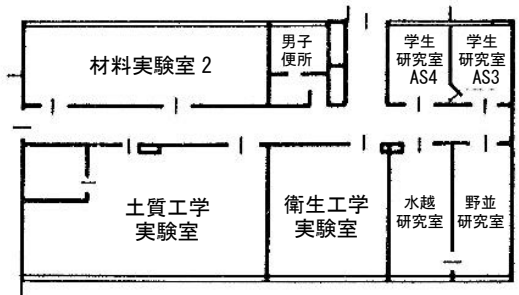 材料実験室 2
男子
便所
学生
研究室
AS4
学生
研究室
AS3
土質工学
実験室
衛生工学
実験室
水越
研究室
野並
研究室